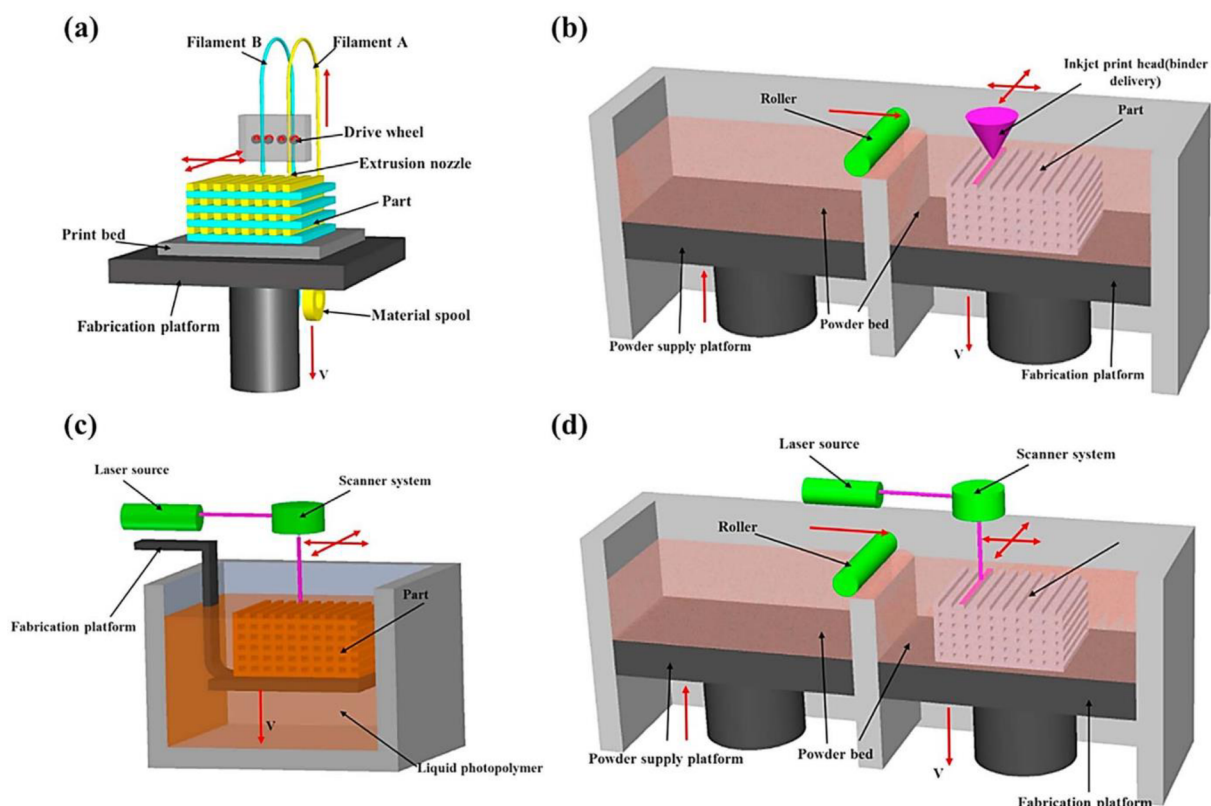 (a)
Filament B
Filament A
Drive wheel
Extrusion nozzle
Part
Print bed
Fabrication platform
Material spool
V
(b)
Inkjet print head(binder
delivery)
Roller
Part
Powder bed
Powder supply platform
V
Fabrication platform
(c)
Laser source
Scanner system
Part
Fabrication platform
V
Liquid photopolymer
(d)
Laser source
Scanner system
Roller
Powder bed
Powder supply platform
V
Fabrication platform